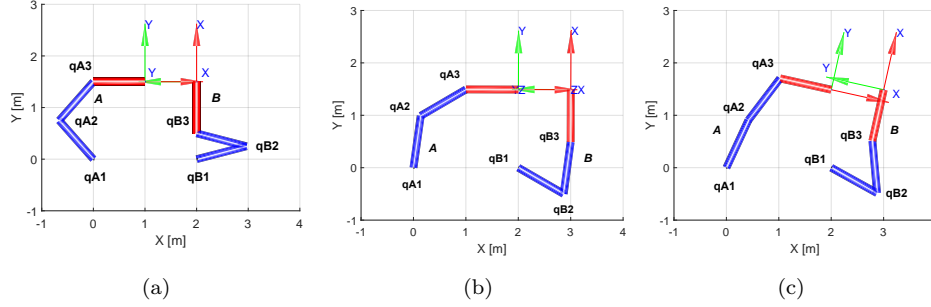 3
2
1
0
-1
Y [m]
-1 0 1 2 3 4
X [m]
qA3
A
qA2
qA1
Y
Y
X
X
B
qB3
qB2
qB1
(a)
3
2
1
0
-1
Y [m]
-1 0 1 2 3 4
X [m]
qA3
qA2
A
qA1
Y
YZ
X
ZX
qB3
B
qB1
qB2
(b)
3
2
1
0
-1
Y [m]
-1 0 1 2 3
X [m]
qA3
qA2
A
qA1
Y
Y
X
X
qB3
B
qB1
qB2
(c)